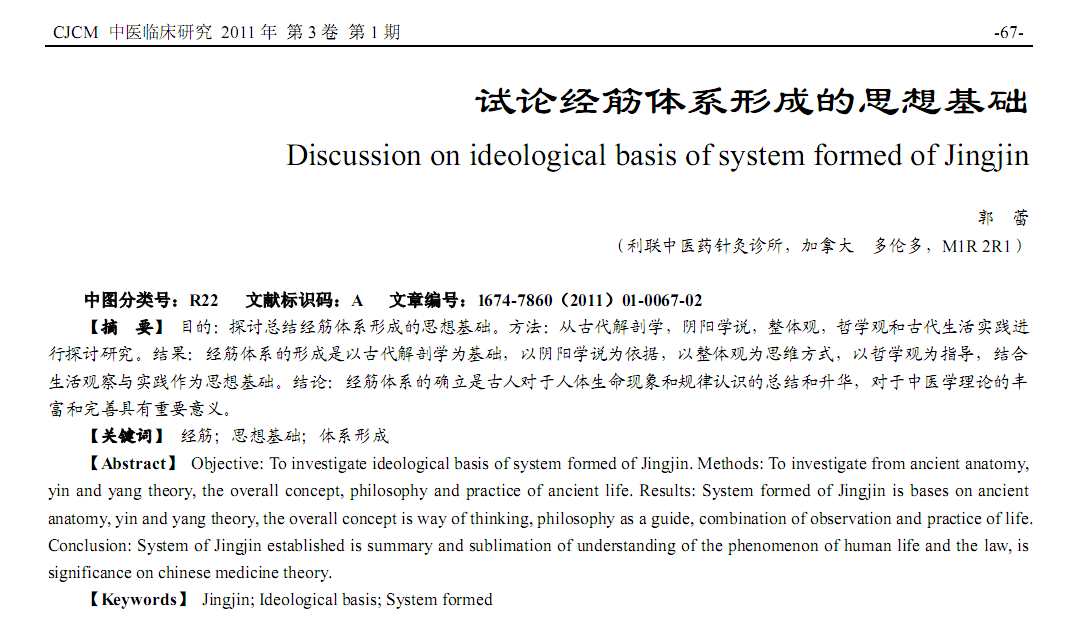 CJCM 中医临床研究 2011 年 第 3 卷 第 1 期 -67-
试论经筋体系形成的思想基础
Discussion on ideological basis of system formed of Jingjin
郭 蕾
（利联中医药针灸诊所，加拿大 多伦多，M1R 2R1）
中图分类号：R22 文献标识码：A 文章编号：1674-7860（2011）01-0067-02
【摘 要】 目的：探讨总结经筋体系形成的思想基础。方法：从古代解剖学，阴阳学说，整体观，哲学观和古代生活实践进
行探讨研究。结果：经筋体系的形成是以古代解剖学为基础，以阴阳学说为依据，以整体观为思维方式，以哲学观为指导，结合
生活观察与实践作为思想基础。结论：经筋体系的确立是古人对于人体生命现象和规律认识的总结和升华，对于中医学理论的丰
富和完善具有重要意义。
【关键词】 经筋；思想基础；体系形成
【Abstract】 Objective: To investigate ideological basis of system formed of Jingjin. Methods: To investigate from ancient anatomy,
yin and yang theory, the overall concept, philosophy and practice of ancient life. Results: System formed of Jingjin is bases on ancient
anatomy, yin and yang theory, the overall concept is way of thinking, philosophy as a guide, combination of observation and practice of life.
Conclusion: System of Jingjin established is summary and sublimation of understanding of the phenomenon of human life and the law, is
significance on chinese medicine theory.
【Keywords】 Jingjin; Ideological basis; System formed